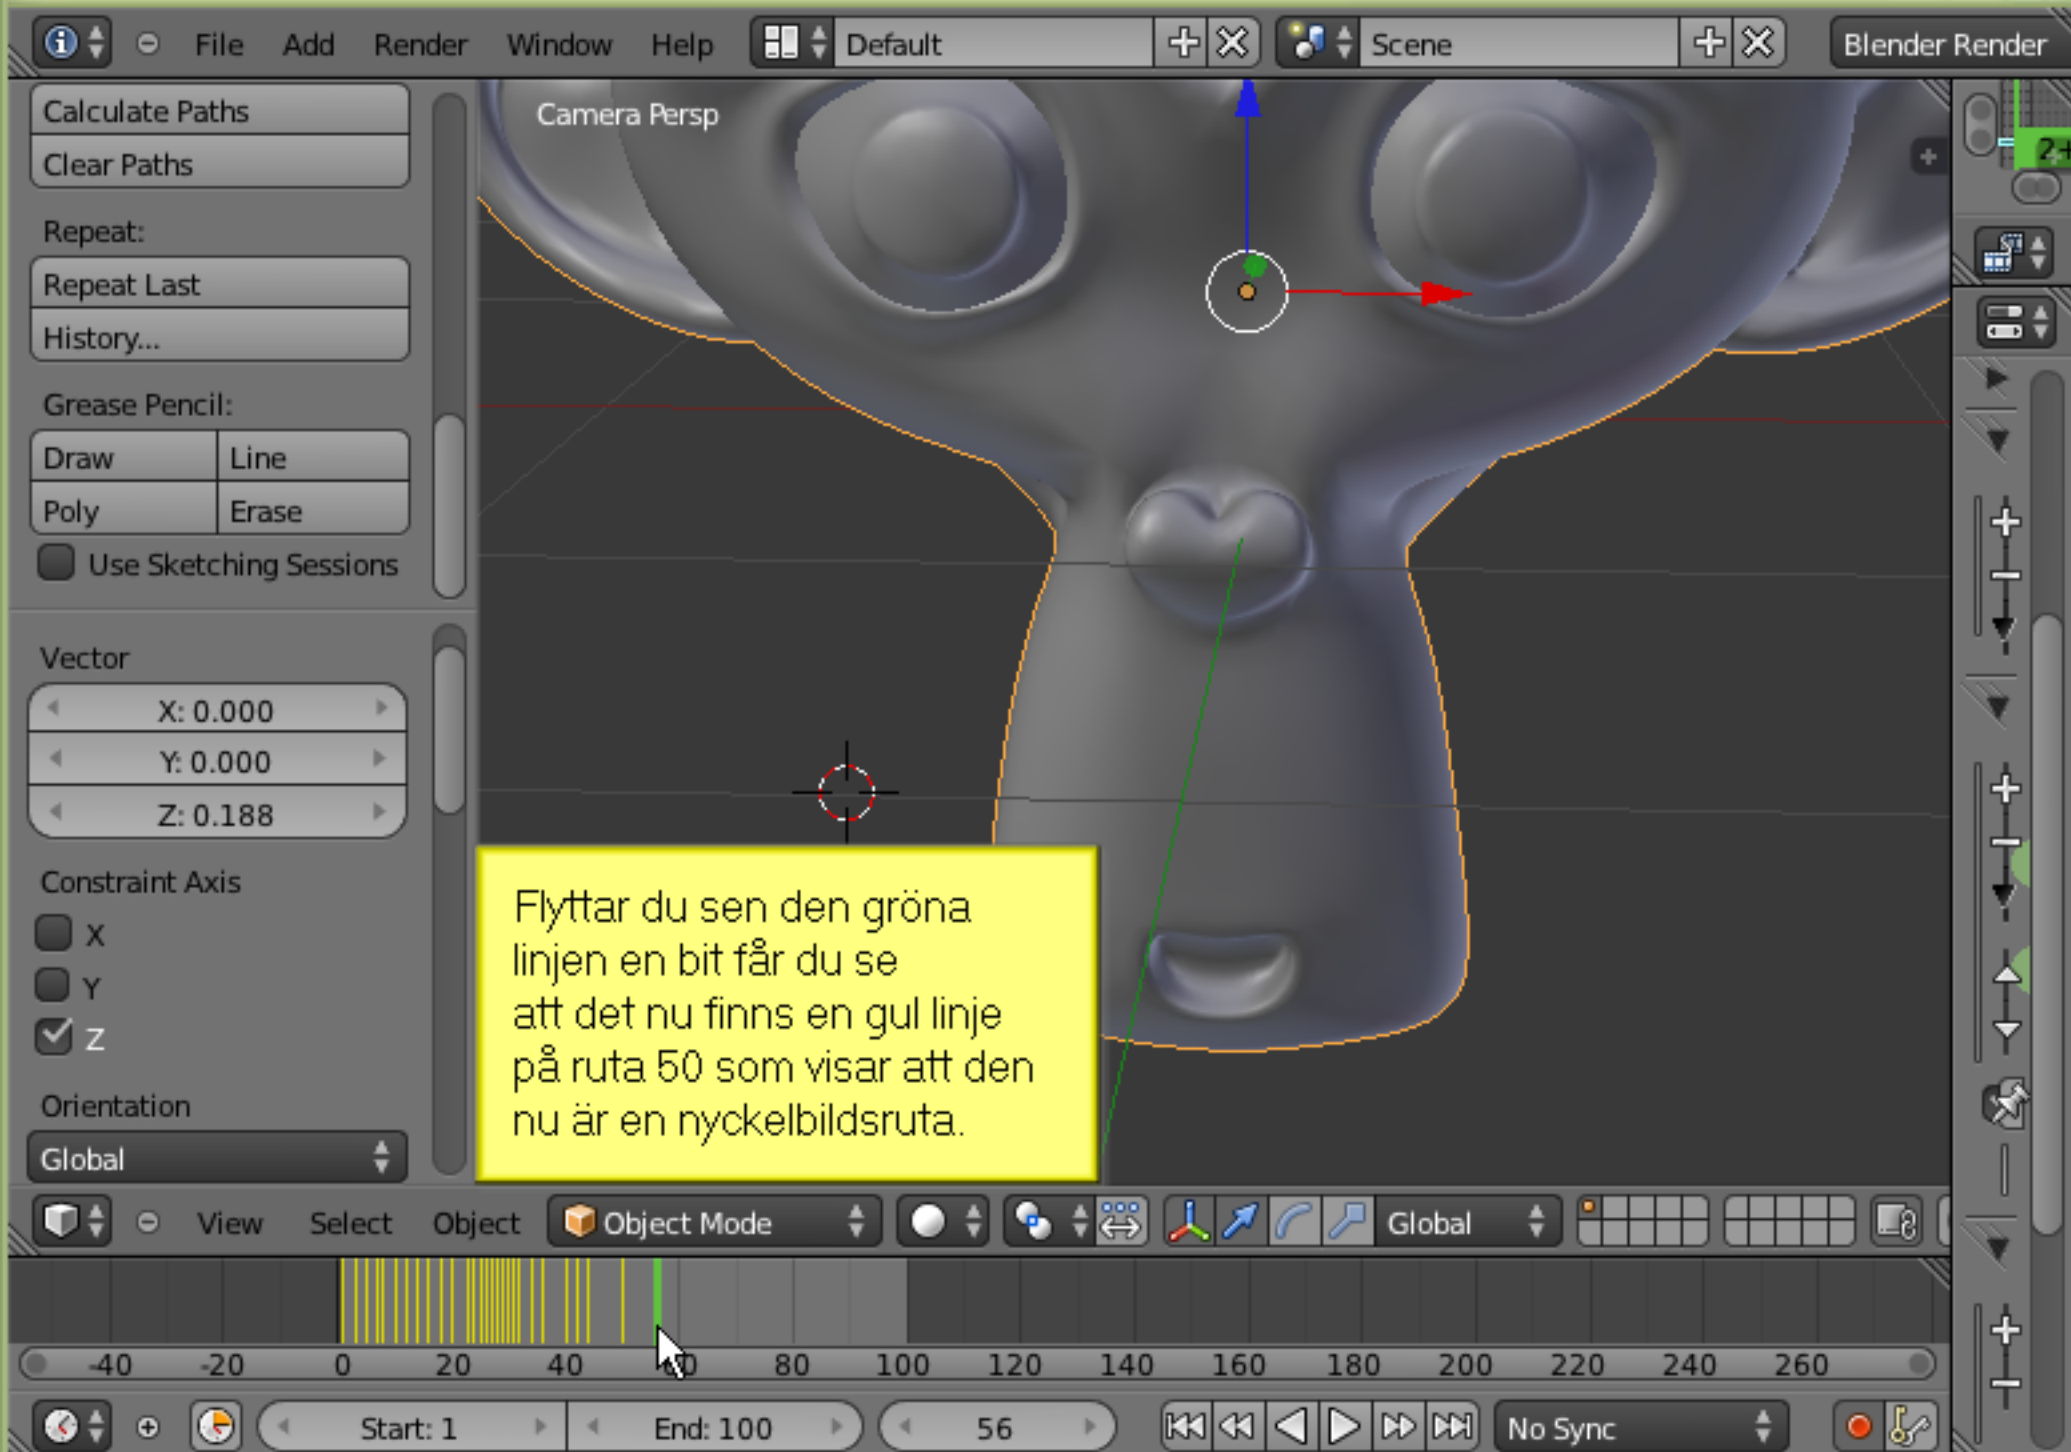 File Add Render Window Help Default Scene Blender Render
Calculate Paths
Clear Paths
Repeat:
Repeat Last
History...
Grease Pencil:
Draw Line
Poly Erase
Use Sketching Sessions
Vector
X: 0.000
Y: 0.000
Z: 0.188
Constraint Axis
X
Y
Z
Orientation
Global
Camera Persp
Flyttar du sen den gröna
linjen en bit får du se
att det nu finns en gul linje
på ruta 50 som visar att den
nu är en nyckelbildsruta.
View Select Object Object Mode Global
-40 -20 0 20 40 80 100 120 140 160 180 200 220 240 260
Start: 1 End: 100 56 No Sync